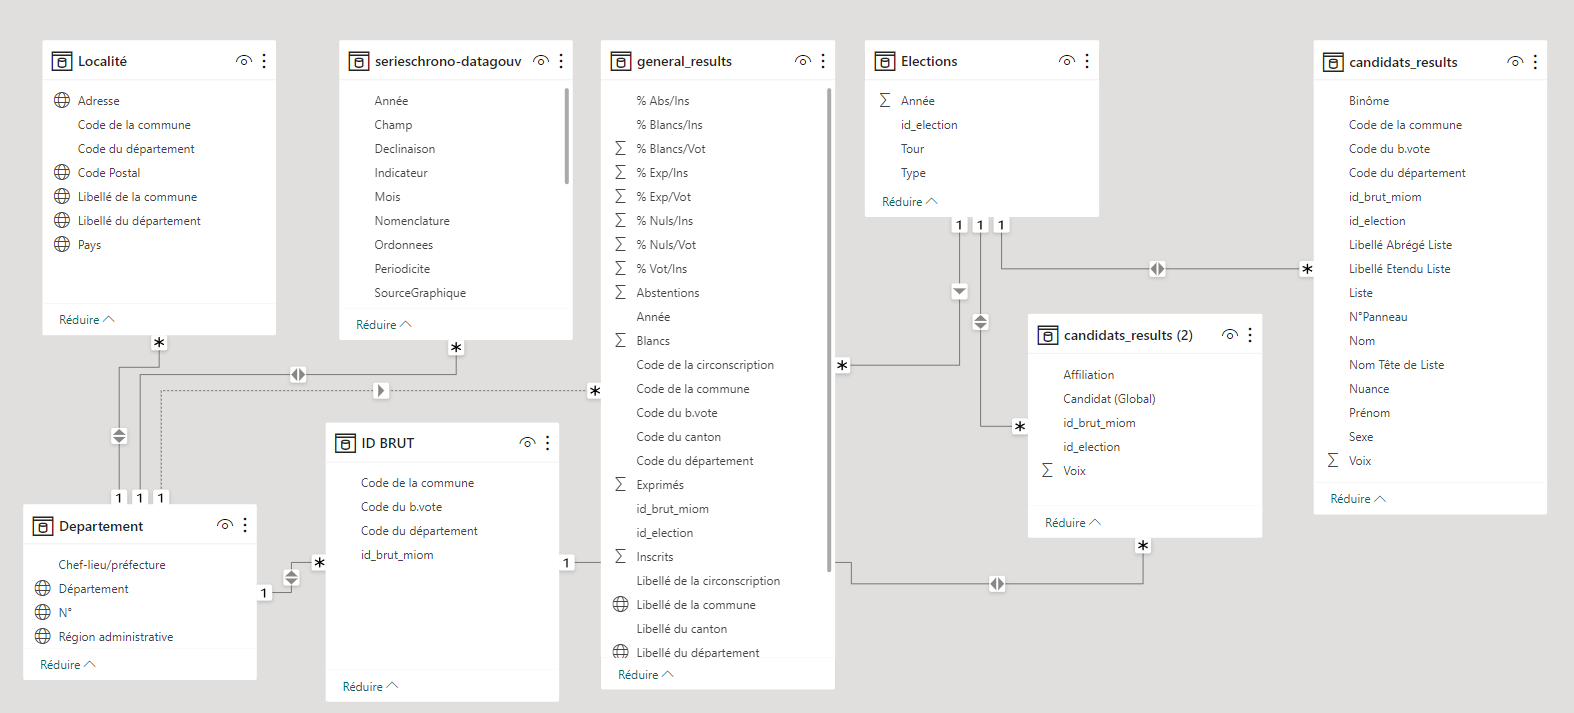 Localité
Adresse
Code de la commune
Code du département
Code Postal
Libellé de la commune
Libellé du département
Pays
Réduire
serieschrono-datagouv
Année
Champ
Declinaison
Indicateur
Mois
Nomenclature
Ordonnees
Periodicite
SourceGraphique
Réduire
general_results
% Abs/Ins
% Blancs/Ins
% Blancs/Vot
% Exp/Ins
% Exp/Vot
% Nuls/Ins
% Nuls/Vot
% Vot/Ins
Abstentions
Année
Blancs
Code de la circonscription
Code de la commune
Code du b.vote
Code du canton
Code du département
Exprimés
id_brut_miom
id_election
Inscrits
Libellé de la circonscription
Libellé de la commune
Libellé du canton
Libellé du département
Réduire
Elections
Année
id_election
Tour
Type
Réduire
1 1 1
candidats_results
Binôme
Code de la commune
Code du b.vote
Code du département
id_brut_miom
id_election
Libellé Abrégé Liste
Libellé Etendu Liste
Liste
N°Panneau
Nom
Nom Tête de Liste
Nuance
Prénom
Sexe
Voix
Réduire
candidats_results (2)
Affiliation
Candidat (Global)
id_brut_miom
id_election
Voix
Réduire
ID BRUT
Code de la commune
Code du b.vote
Code du département
id_brut_miom
Réduire
1
1 1 1
Departement
Chef-lieu/préfecture
Département
N°
Région administrative
Réduire
1